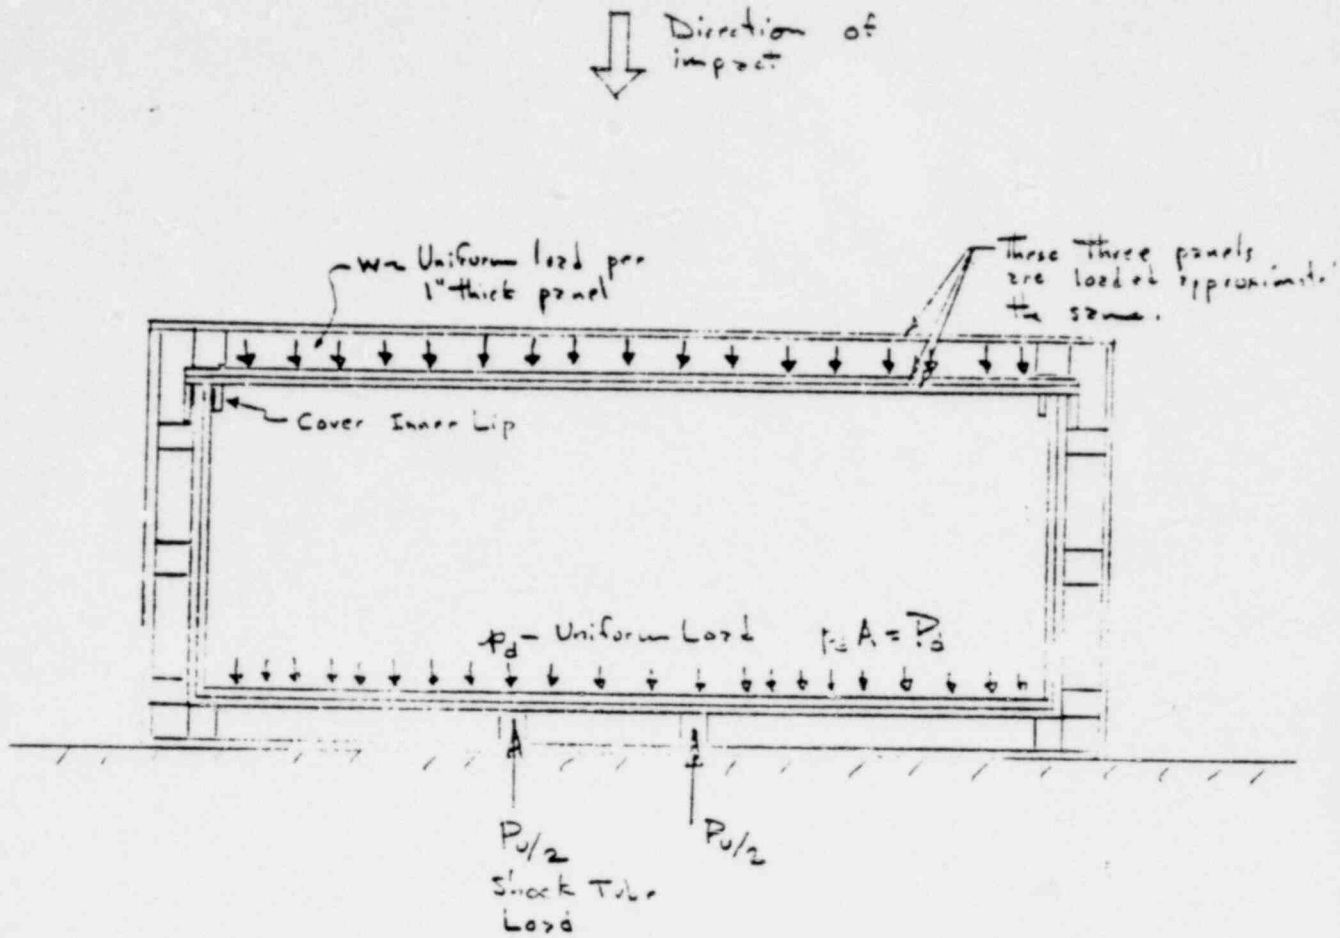 Direction of
impact
w~ Uniform load per
1" thick panel
These Three panels
are loaded approximate
the same.
Cover Inner Lip
Pd - Uniform Load Pd A = Pd
Pu/2
Pu/2
Shock Tube
Load